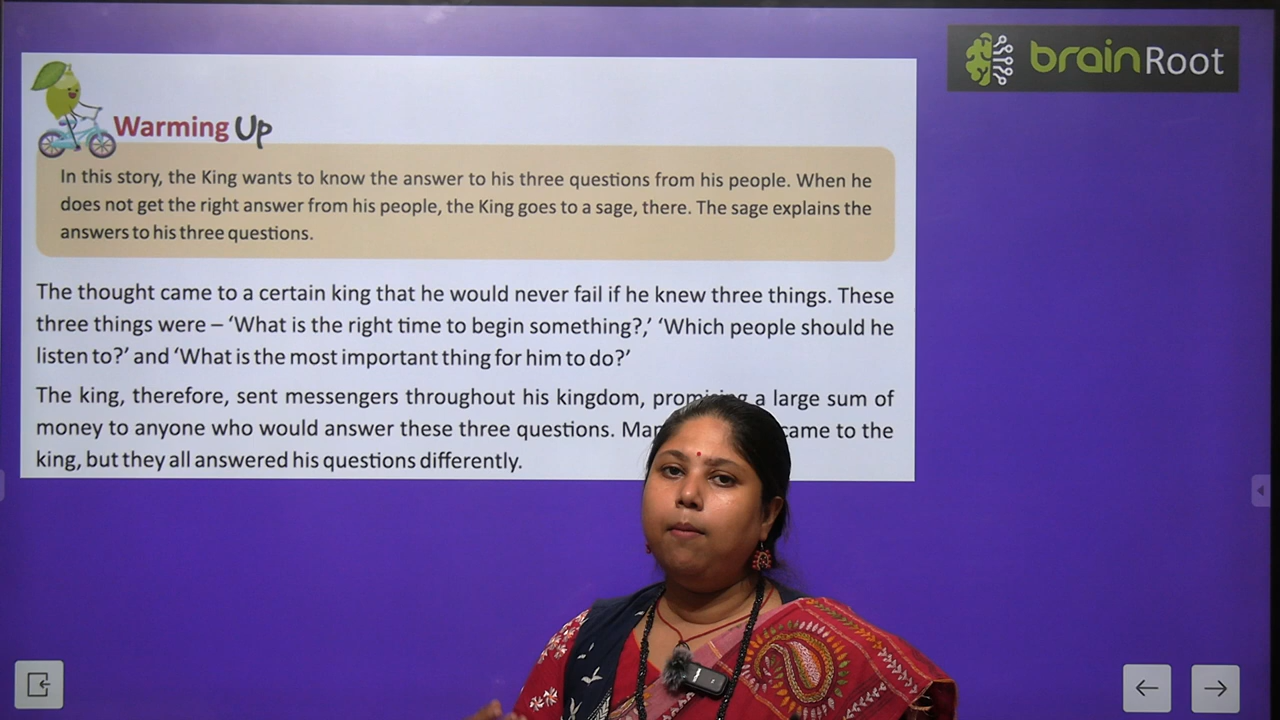 brainRoot
Warming Up
In this story, the King wants to know the answer to his three questions from his people. When he
does not get the right answer from his people, the King goes to a sage, there. The sage explains the
answers to his three questions.
The thought came to a certain king that he would never fail if he knew three things. These
three things were – ‘What is the right time to begin something?,’ ‘Which people should he
listen to?’ and ‘What is the most important thing for him to do?’
The king, therefore, sent messengers throughout his kingdom, promising a large sum of
money to anyone who would answer these three questions. came to the
king, but they all answered his questions differently.